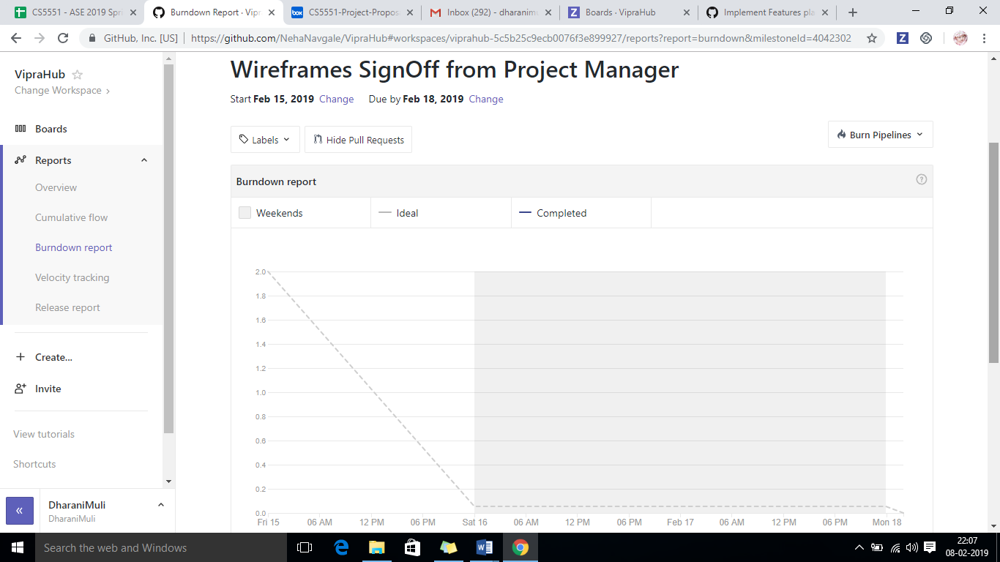 CS5551 - ASE 2019 Spri
Burndown Report · Vipr
CS5551-Project-Propos
Inbox (292) - dharanimu
Boards · VipraHub
Implement Features pla
GitHub, Inc. [US]
https://github.com/NehaNavgale/VipraHub#workspaces/viprahub-5c5b25c9ecb0076f3e899927/reports?report=burndown&milestoneId=4042302
VipraHub
Change Workspace
Boards
Reports
Overview
Cumulative flow
Burndown report
Velocity tracking
Release report
Create...
Invite
View tutorials
Shortcuts
DharaniMuli
DharaniMuli
Wireframes SignOff from Project Manager
Start Feb 15, 2019 Change Due by Feb 18, 2019 Change
Labels
Hide Pull Requests
Burn Pipelines
Burndown report
Weekends
Ideal
Completed
2.0
1.8
1.6
1.4
1.2
1.0
0.8
0.6
0.4
0.2
0.0
Fri 15 06 AM 12 PM 06 PM Sat 16 06 AM 12 PM 06 PM Feb 17 06 AM 12 PM 06 PM Mon 18
Search the web and Windows
22:07
08-02-2019